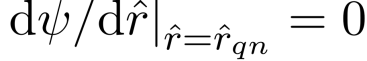 dψ/dr̂|_{r̂=r̂_{qn}} = 0